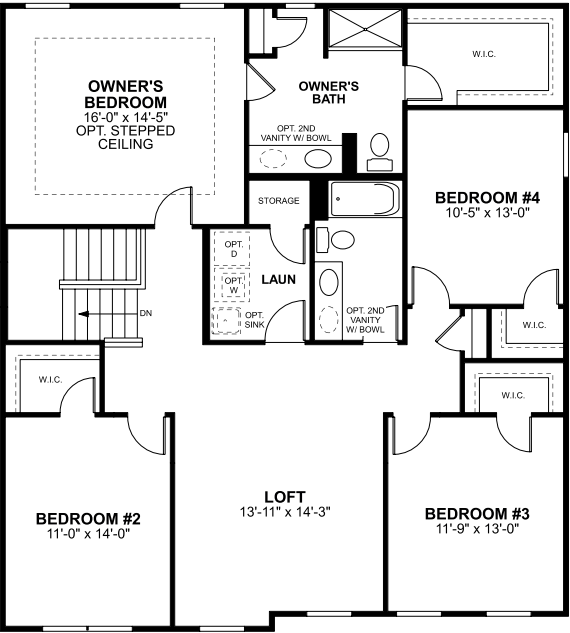 OWNER'S
BEDROOM
16'-0" x 14'-5"
OPT. STEPPED
CEILING
OWNER'S
BATH
OPT. 2ND
VANITY W/ BOWL
W.I.C.
BEDROOM #4
10'-5" x 13'-0"
STORAGE
OPT.
D
LAUN
OPT.
W
OPT.
SINK
OPT. 2ND
VANITY
W/ BOWL
DN
W.I.C.
W.I.C.
W.I.C.
LOFT
13'-11" x 14'-3"
BEDROOM #2
11'-0" x 14'-0"
BEDROOM #3
11'-9" x 13'-0"